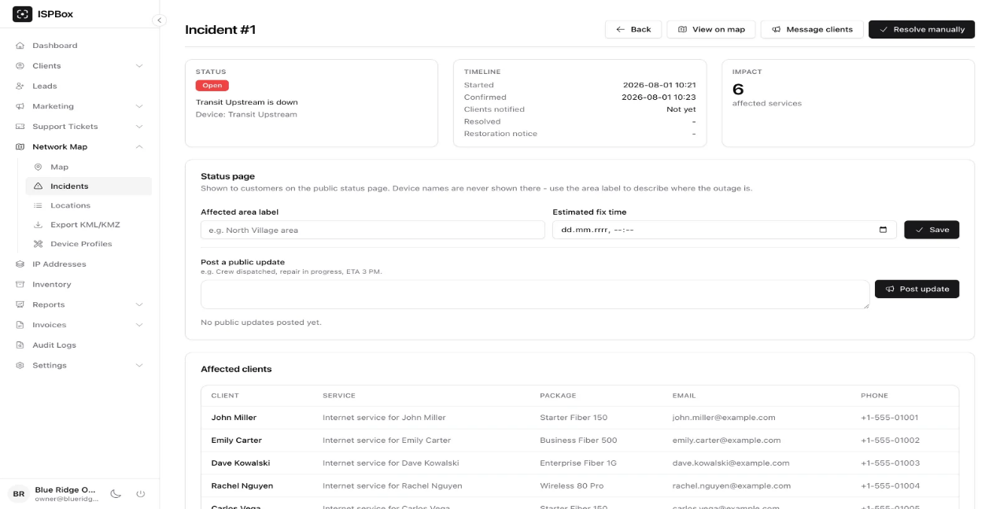 ISPBox
Dashboard
Clients
Leads
Marketing
Support Tickets
Network Map
Map
Incidents
Locations
Export KML/KMZ
Device Profiles
IP Addresses
Inventory
Reports
Invoices
Audit Logs
Settings
BR
Blue Ridge O...
owner@blueridg...
Incident #1
Back
View on map
Message clients
Resolve manually
STATUS
Open
Transit Upstream is down
Device: Transit Upstream
TIMELINE
Started 2026-08-01 10:21
Confirmed 2026-08-01 10:23
Clients notified Not yet
Resolved -
Restoration notice -
IMPACT
6
affected services
Status page
Shown to customers on the public status page. Device names are never shown there - use the area label to describe where the outage is.
Affected area label
e.g. North Village area
Estimated fix time
dd.mm.rrrr, --:--
Save
Post a public update
e.g. Crew dispatched, repair in progress, ETA 3 PM.
Post update
No public updates posted yet.
Affected clients
CLIENT SERVICE PACKAGE EMAIL PHONE
John Miller Internet service for John Miller Starter Fiber 150 john.miller@example.com +1-555-01001
Emily Carter Internet service for Emily Carter Business Fiber 500 emily.carter@example.com +1-555-01002
Dave Kowalski Internet service for Dave Kowalski Enterprise Fiber 1G dave.kowalski@example.com +1-555-01003
Rachel Nguyen Internet service for Rachel Nguyen Wireless 80 Pro rachel.nguyen@example.com +1-555-01004
Carlos Vega Internet service for Carlos Vega Starter Fiber 150 carlos.vega@example.com +1-555-01005